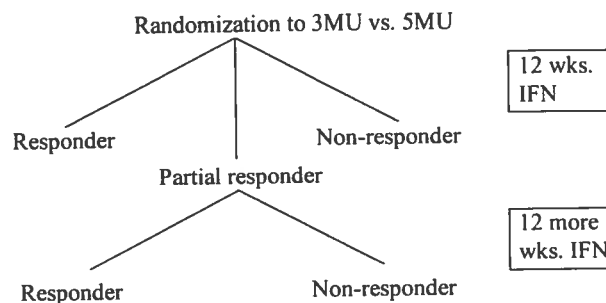 Randomization to 3MU vs. 5MU
12 wks.
IFN
Responder
Non-responder
Partial responder
12 more
wks. IFN
Responder
Non-responder